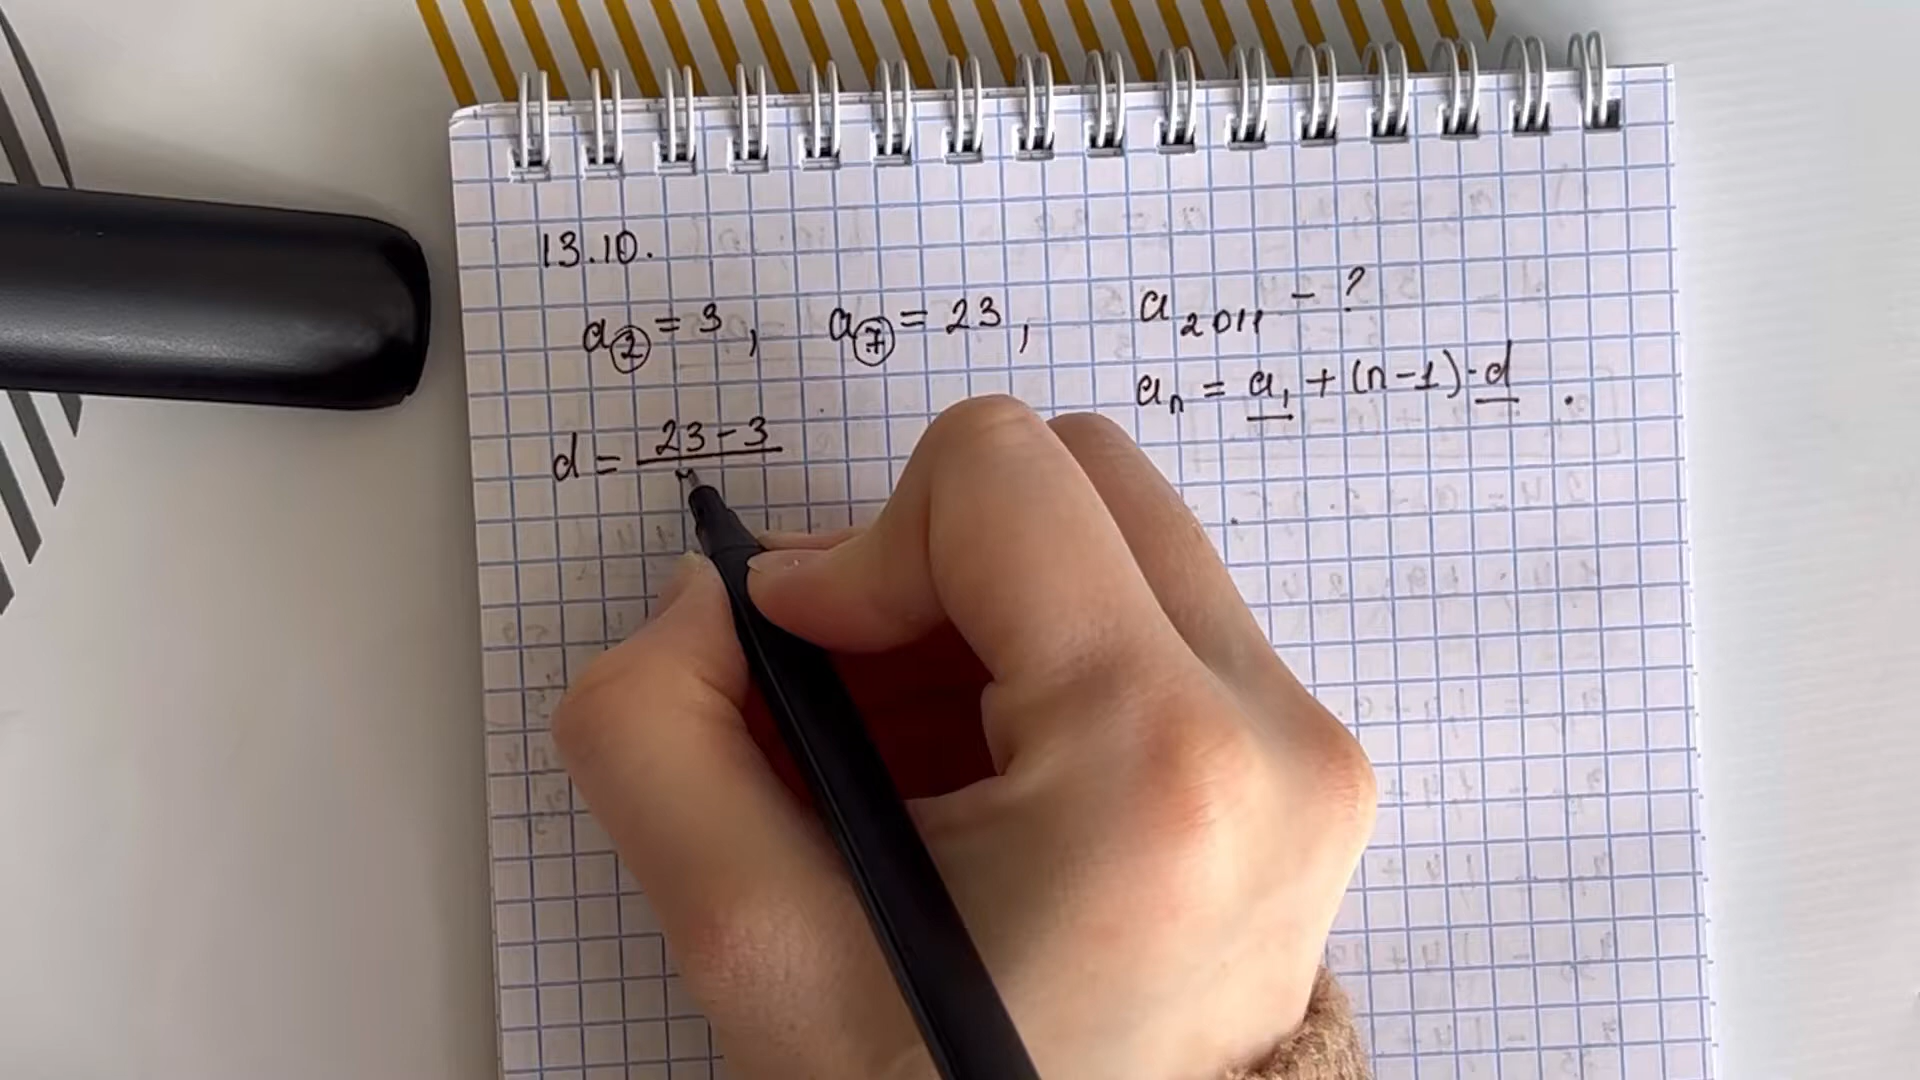 13.10.
a₂ = 3, a₇ = 23, a₂₀₁₁ - ?
aₙ = a₁ + (n-1)·d .
d = 23-3